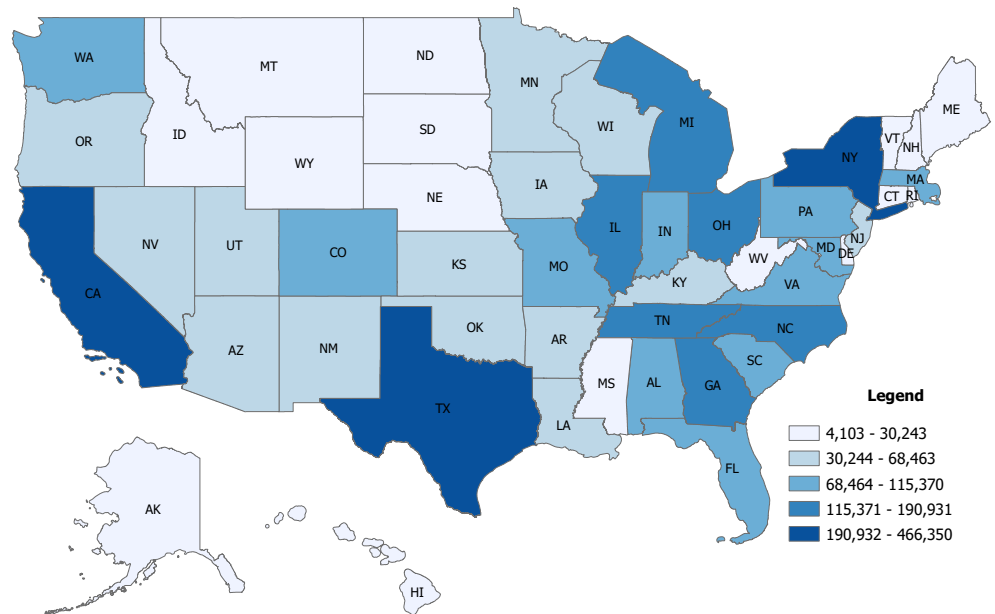 WA
MT
ND
MN
ME
OR
ID
SD
WI
MI
VT
NH
NY
WY
MA
CT
RI
NE
IA
PA
NV
UT
CO
IL
IN
OH
NJ
MD
DE
WV
KS
MO
KY
VA
CA
TN
NC
OK
AR
AZ
NM
SC
MS
AL
GA
TX
LA
FL
AK
HI
Legend
4,103 - 30,243
30,244 - 68,463
68,464 - 115,370
115,371 - 190,931
190,932 - 466,350